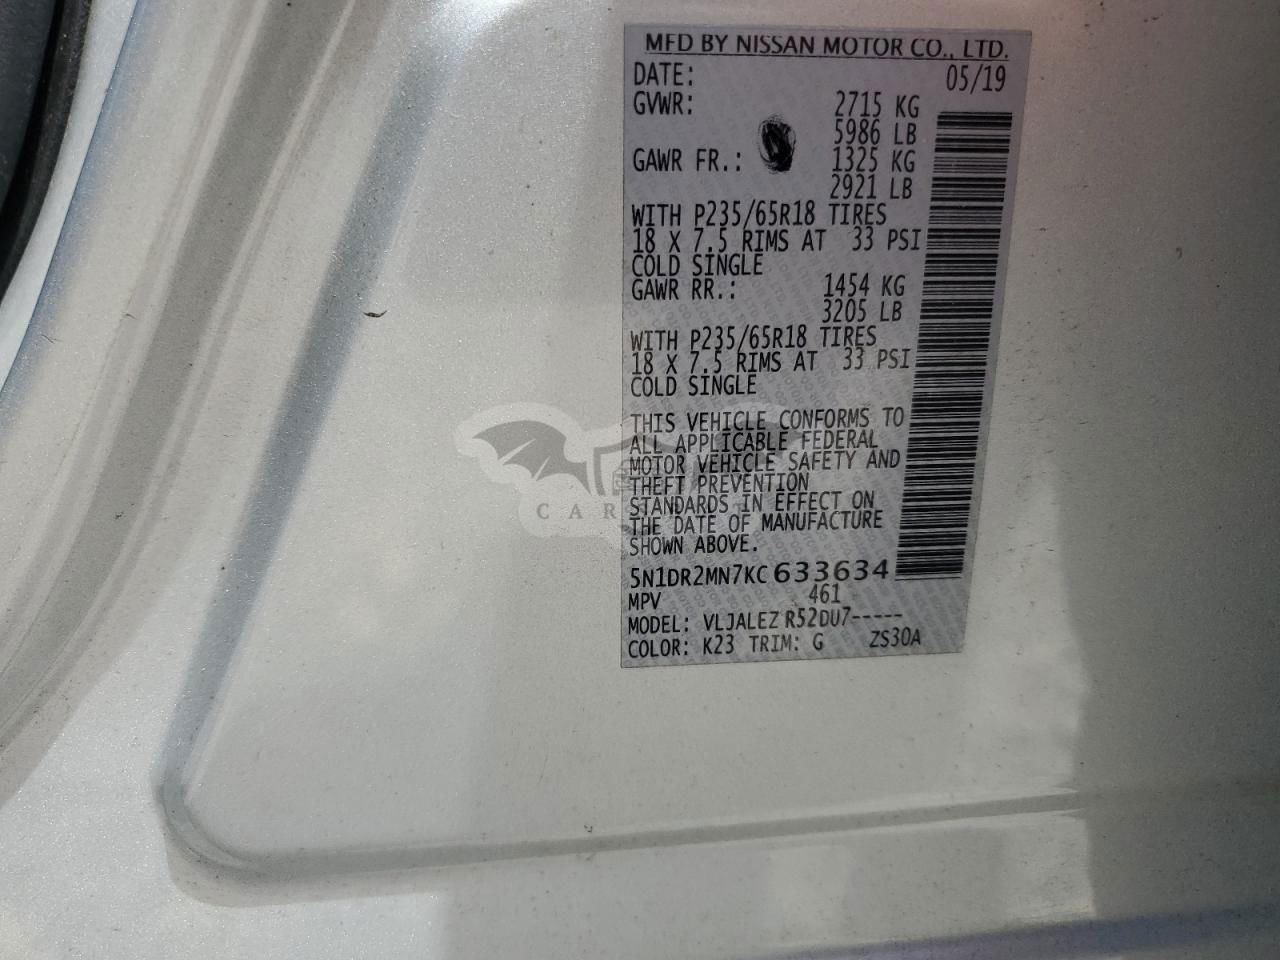 MFD BY NISSAN MOTOR CO., LTD.
DATE: 05/19
GVWR: 2715 KG
5986 LB
GAWR FR.: 1325 KG
2921 LB
WITH P235/65R18 TIRES
18 X 7.5 RIMS AT 33 PSI
COLD SINGLE
GAWR RR.: 1454 KG
3205 LB
WITH P235/65R18 TIRES
18 X 7.5 RIMS AT 33 PSI
COLD SINGLE
THIS VEHICLE CONFORMS TO
ALL APPLICABLE FEDERAL
MOTOR VEHICLE SAFETY AND
THEFT PREVENTION
STANDARDS IN EFFECT ON
THE DATE OF MANUFACTURE
SHOWN ABOVE.
5N1DR2MN7KC633634
MPV 461
MODEL: VLJALEZ R52DU7-----
COLOR: K23 TRIM: G ZS30A